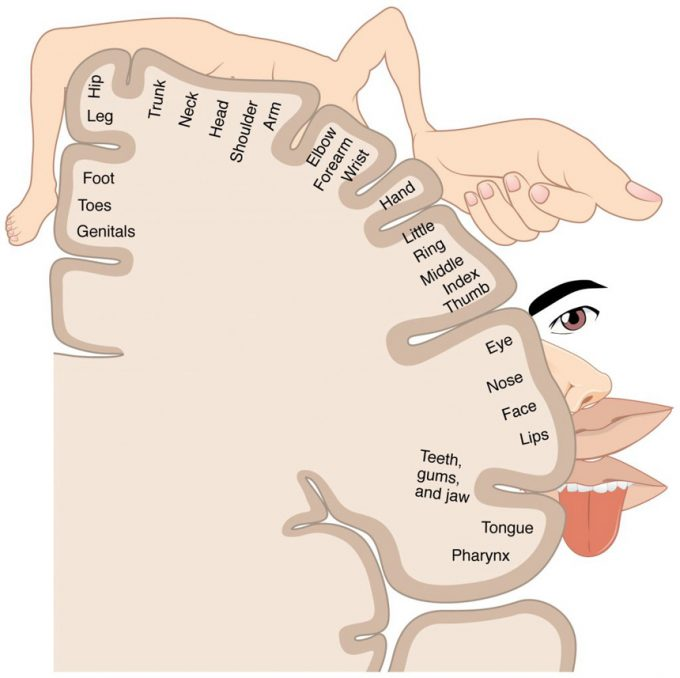 Hip
Leg
Trunk
Neck
Head
Shoulder
Arm
Elbow
Forearm
Wrist
Hand
Little
Ring
Middle
Index
Thumb
Foot
Toes
Genitals
Eye
Nose
Face
Lips
Teeth,
gums,
and jaw
Tongue
Pharynx